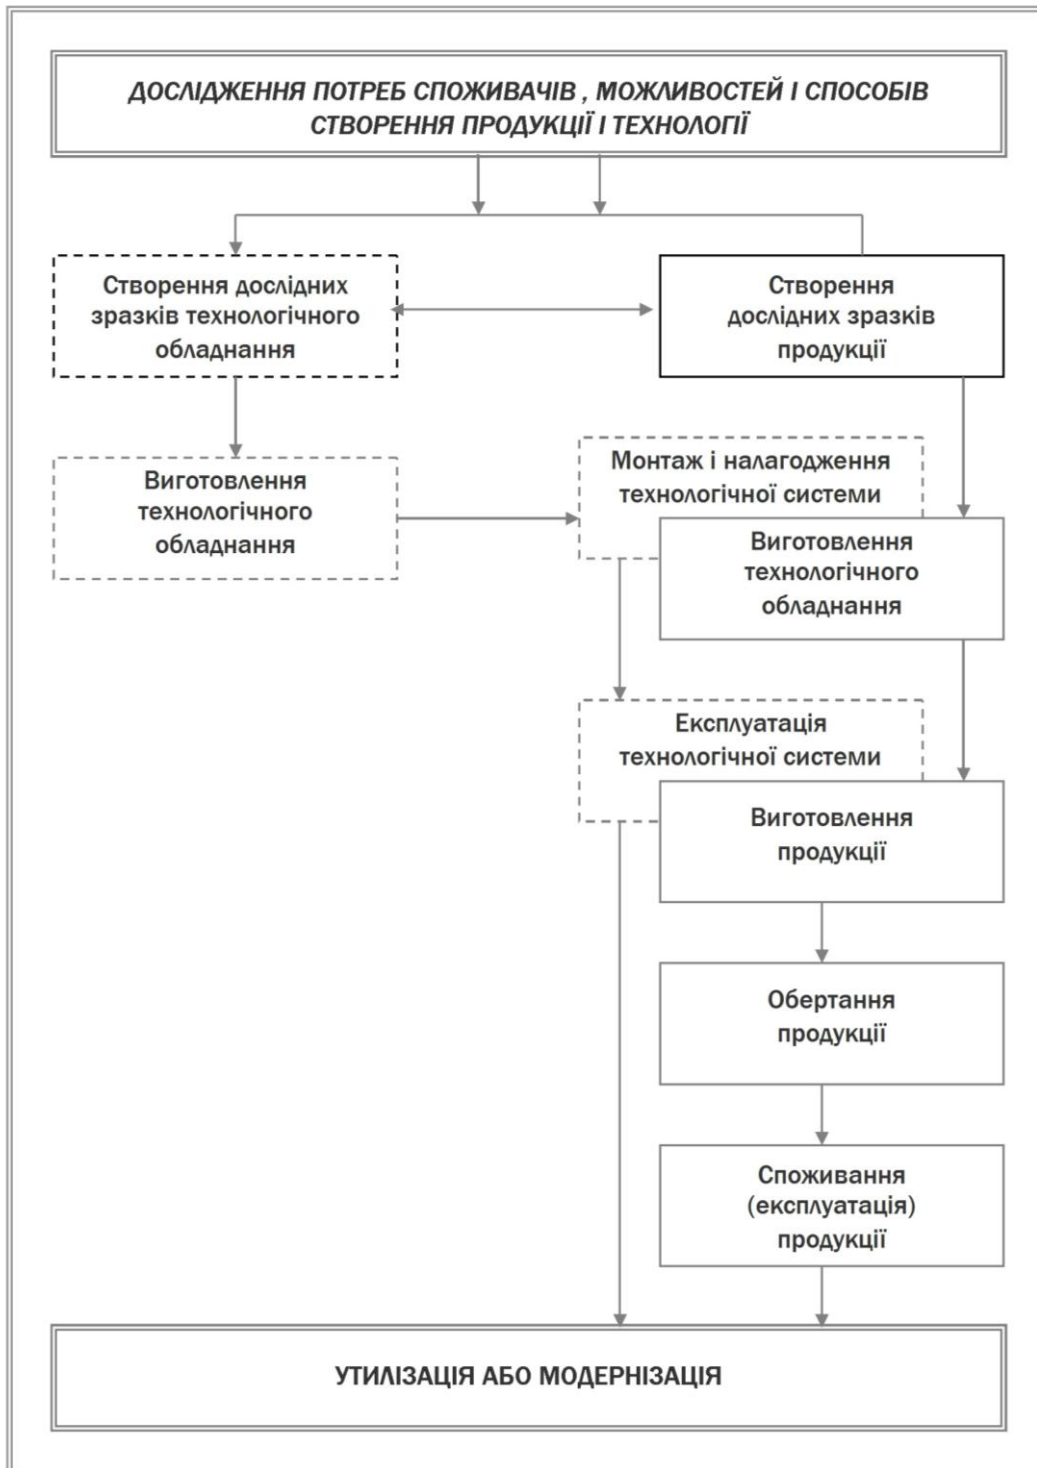 ДОСЛІДЖЕННЯ ПОТРЕБ СПОЖИВАЧІВ , МОЖЛИВОСТЕЙ І СПОСОБІВ
СТВОРЕННЯ ПРОДУКЦІЇ І ТЕХНОЛОГІЇ
Створення дослідних
зразків технологічного
обладнання
Створення
дослідних зразків
продукції
Виготовлення
технологічного
обладнання
Монтаж і налагодження
технологічної системи
Виготовлення
технологічного
обладнання
Експлуатація
технологічної системи
Виготовлення
продукції
Обертання
продукції
Споживання
(експлуатація)
продукції
УТИЛІЗАЦІЯ АБО МОДЕРНІЗАЦІЯ